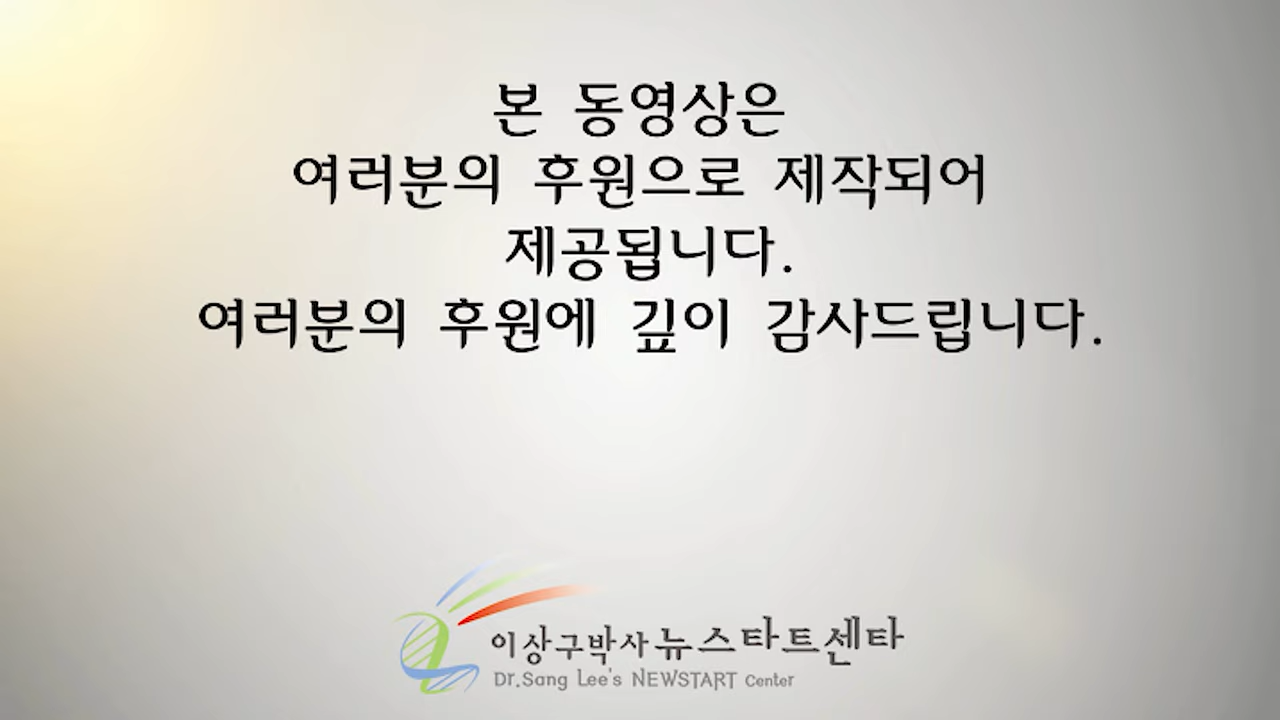 본 동영상은
여러분의 후원으로 제작되어
제공됩니다.
여러분의 후원에 깊이 감사드립니다.
이상구박사 뉴스타트센타
Dr.Sang Lee's NEWSTART Center